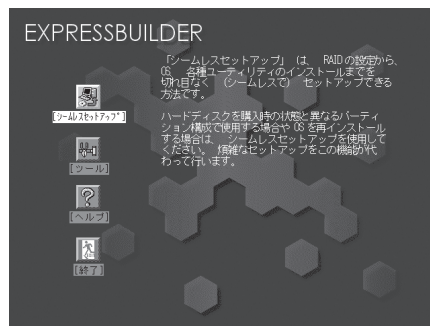 EXPRESSBUILDER
「シームレスセットアップ」は、RAIDの設定から、
OS、各種ユーティリティのインストールまでを
切れ目なく（シームレスで）セットアップできる
方法です。
ハードディスクを購入時の状態と異なるパーティ
ション構成で使用する場合や OS を再インストール
する場合は、シームレスセットアップを使用して
ください。煩雑なセットアップをこの機能が代
わって行います。
[シームレスセットアップ]
[ツール]
[ヘルプ]
[終了]